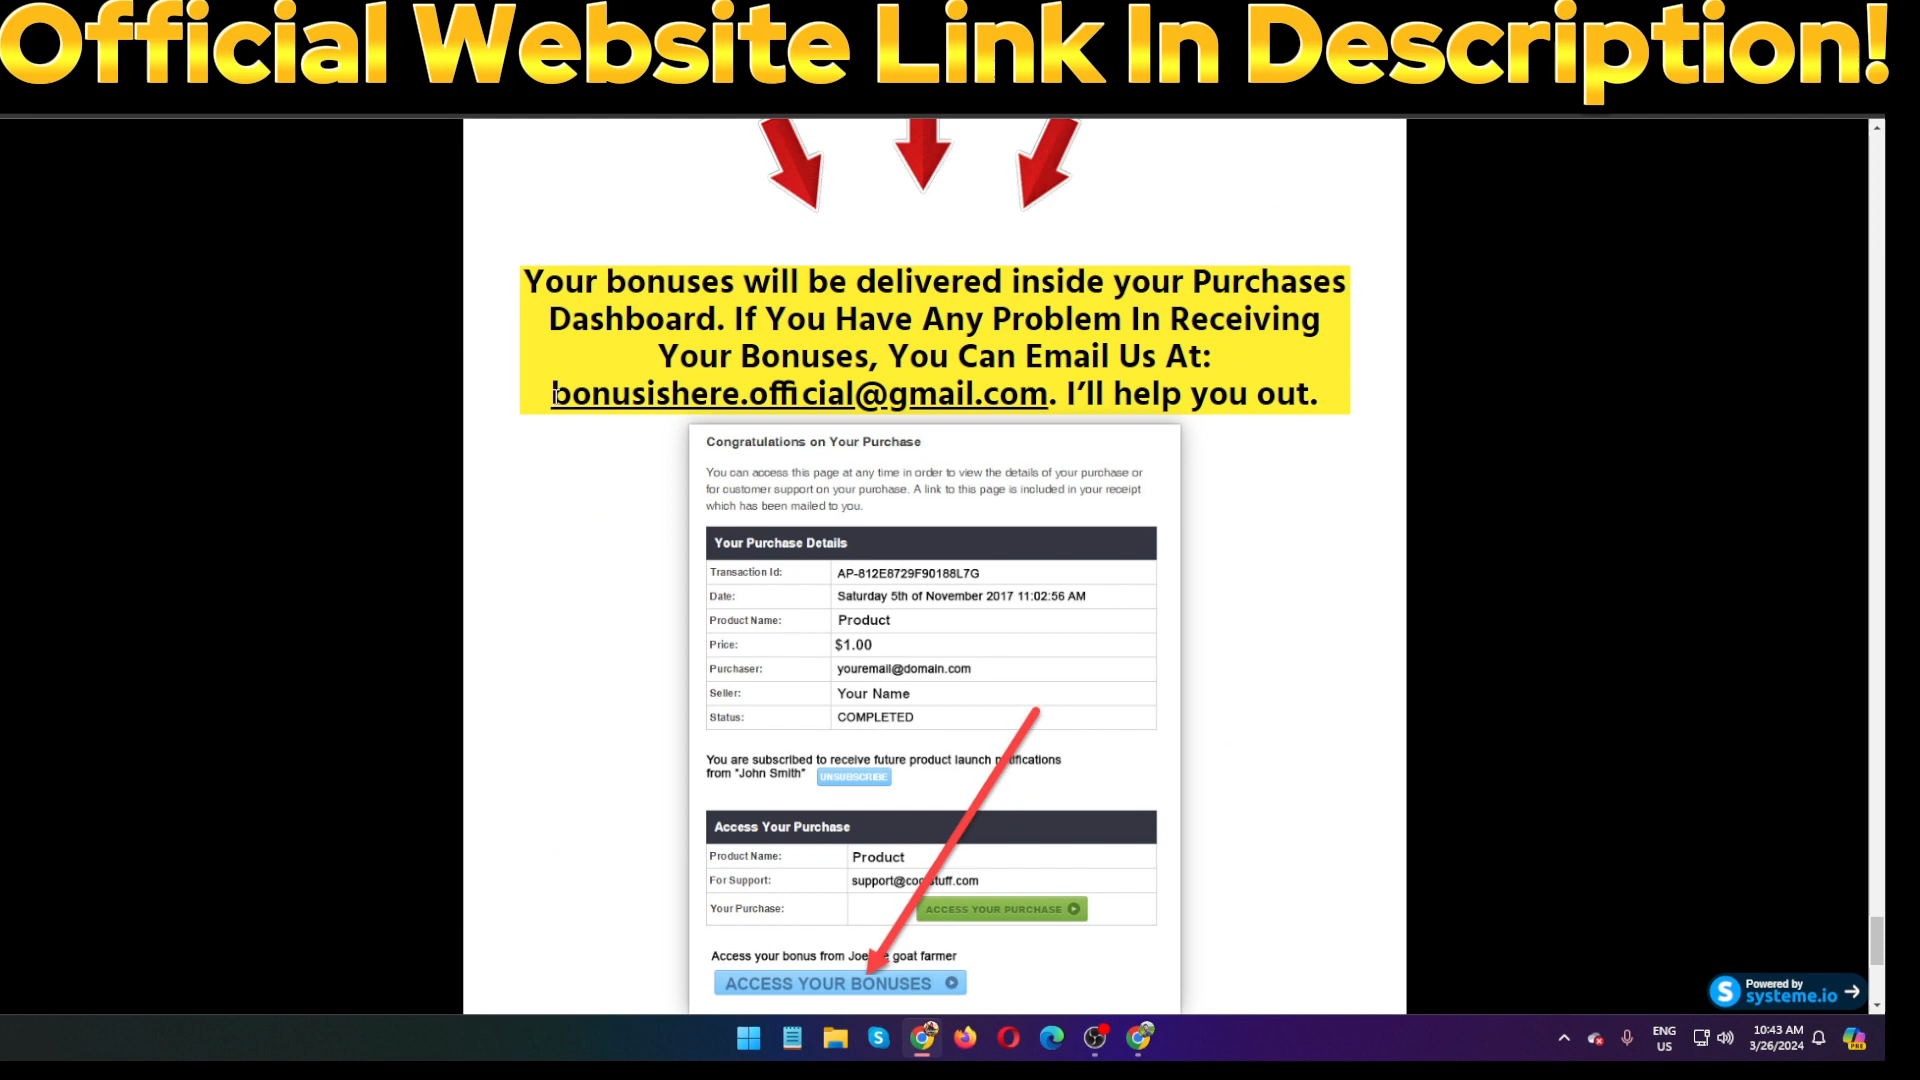 Official Website Link In Description!
Your bonuses will be delivered inside your Purchases
Dashboard. If You Have Any Problem In Receiving
Your Bonuses, You Can Email Us At:
bonusishere.official@gmail.com. I'll help you out.
Congratulations on Your Purchase
You can access this page at any time in order to view the details of your purchase or
for customer support on your purchase. A link to this page is included in your receipt
which has been mailed to you.
Your Purchase Details
Transaction Id: AP-812E8729F90188L7G
Date: Saturday 5th of November 2017 11:02:56 AM
Product Name: Product
Price: $1.00
Purchaser: youremail@domain.com
Seller: Your Name
Status: COMPLETED
You are subscribed to receive future product launch notifications
from "John Smith" UNSUBSCRIBE
Access Your Purchase
Product Name: Product
For Support: support@coolstuff.com
Your Purchase: ACCESS YOUR PURCHASE
Access your bonus from Joe the goat farmer
ACCESS YOUR BONUSES
Powered by
systeme.io
ENG
US
10:43 AM
3/26/2024
PRE